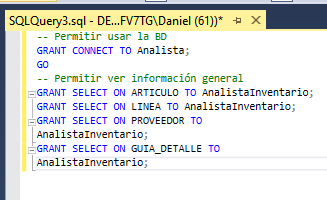 SQLQuery3.sql - DE...FV7TG\Daniel (61))*
-- Permitir usar la BD
GRANT CONNECT TO Analista;
GO
-- Permitir ver información general
GRANT SELECT ON ARTICULO TO AnalistaInventario;
GRANT SELECT ON LINEA TO AnalistaInventario;
GRANT SELECT ON PROVEEDOR TO
AnalistaInventario;
GRANT SELECT ON GUIA_DETALLE TO
AnalistaInventario;